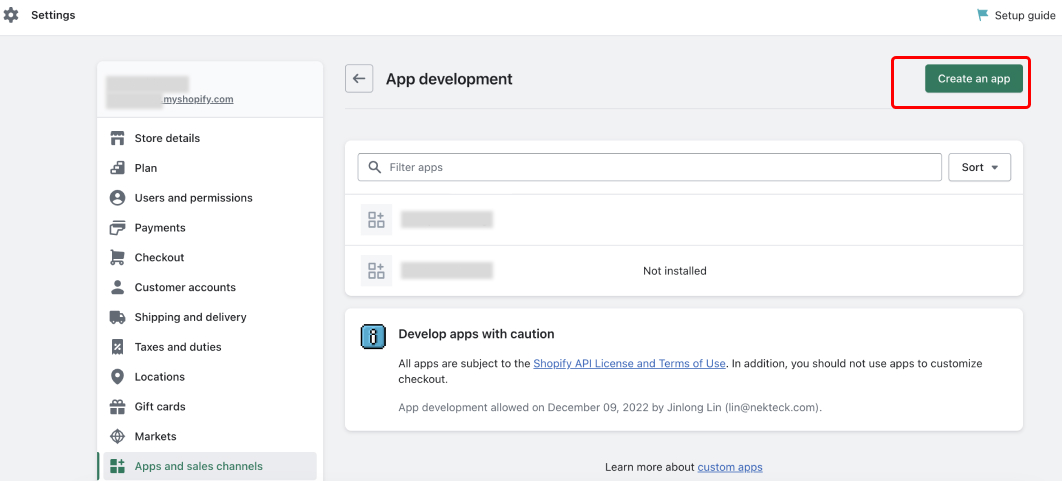 Settings
Setup guide
.myshopify.com
App development
Create an app
Store details
Plan
Users and permissions
Payments
Checkout
Customer accounts
Shipping and delivery
Taxes and duties
Locations
Gift cards
Markets
Apps and sales channels
Filter apps
Sort
Not installed
Develop apps with caution
All apps are subject to the Shopify API License and Terms of Use. In addition, you should not use apps to customize
checkout.
App development allowed on December 09, 2022 by Jinlong Lin (lin@nekteck.com).
Learn more about custom apps